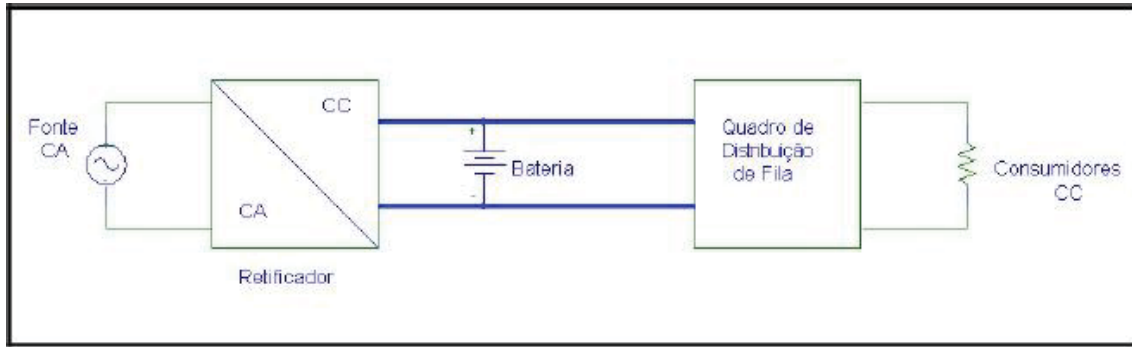 Fonte
CA
CC
CA
Retificador
+
-
Bateria
Quadro de
Distribuição
de Fila
Consumidores
CC